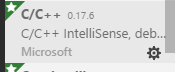 C/C++ 0.17.6
C/C++ IntelliSense, deb...
Microsoft